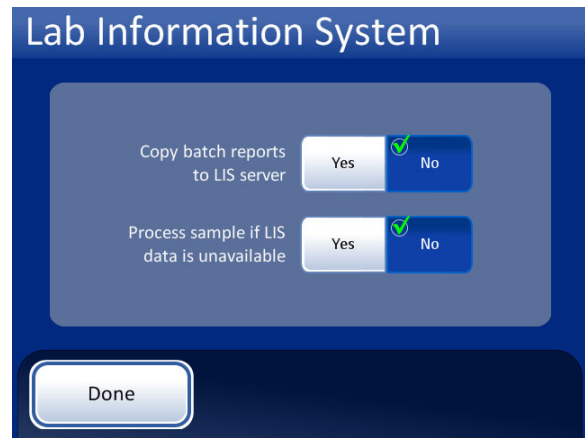 Lab Information System
Copy batch reports
to LIS server
Yes
No
Process sample if LIS
data is unavailable
Yes
No
Done